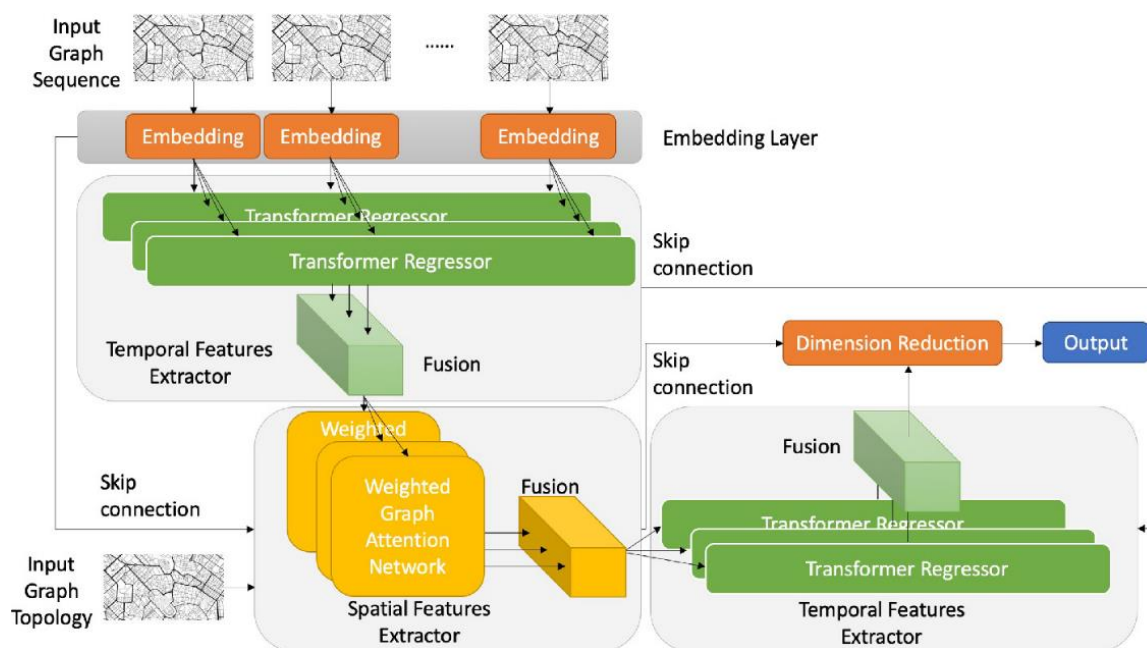 Input
Graph
Sequence
......
Embedding
Embedding
Embedding
Embedding Layer
Transformer Regressor
Transformer Regressor
Skip
connection
Temporal Features
Extractor
Fusion
Skip
connection
Dimension Reduction
Output
Weighted
Weighted
Graph
Attention
Network
Fusion
Spatial Features
Extractor
Skip
connection
Input
Graph
Topology
Fusion
Transformer Regressor
Transformer Regressor
Temporal Features
Extractor